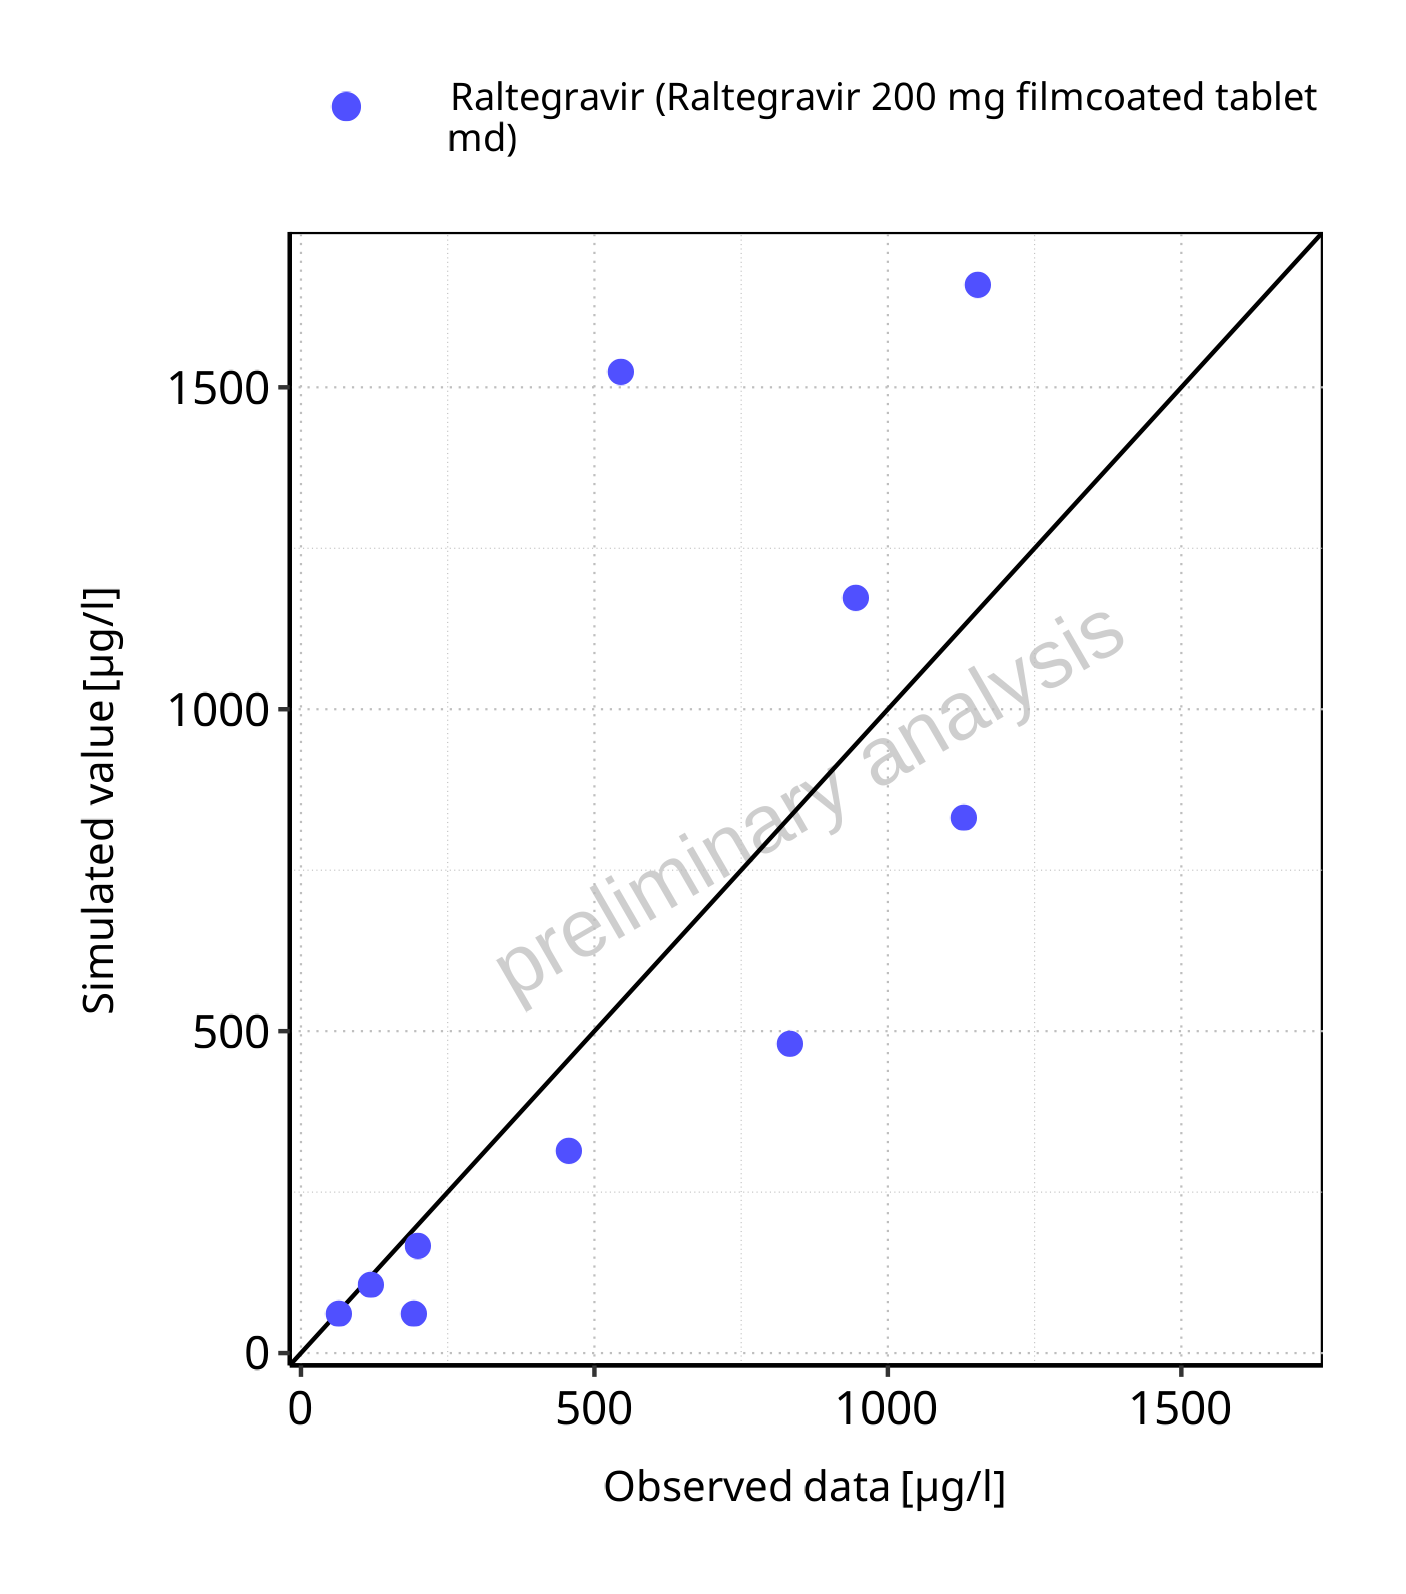 Raltegravir (Raltegravir 200 mg filmcoated tablet
md)
1500
1000
500
0
Simulated value [µg/l]
preliminary analysis
0 500 1000 1500
Observed data [µg/l]